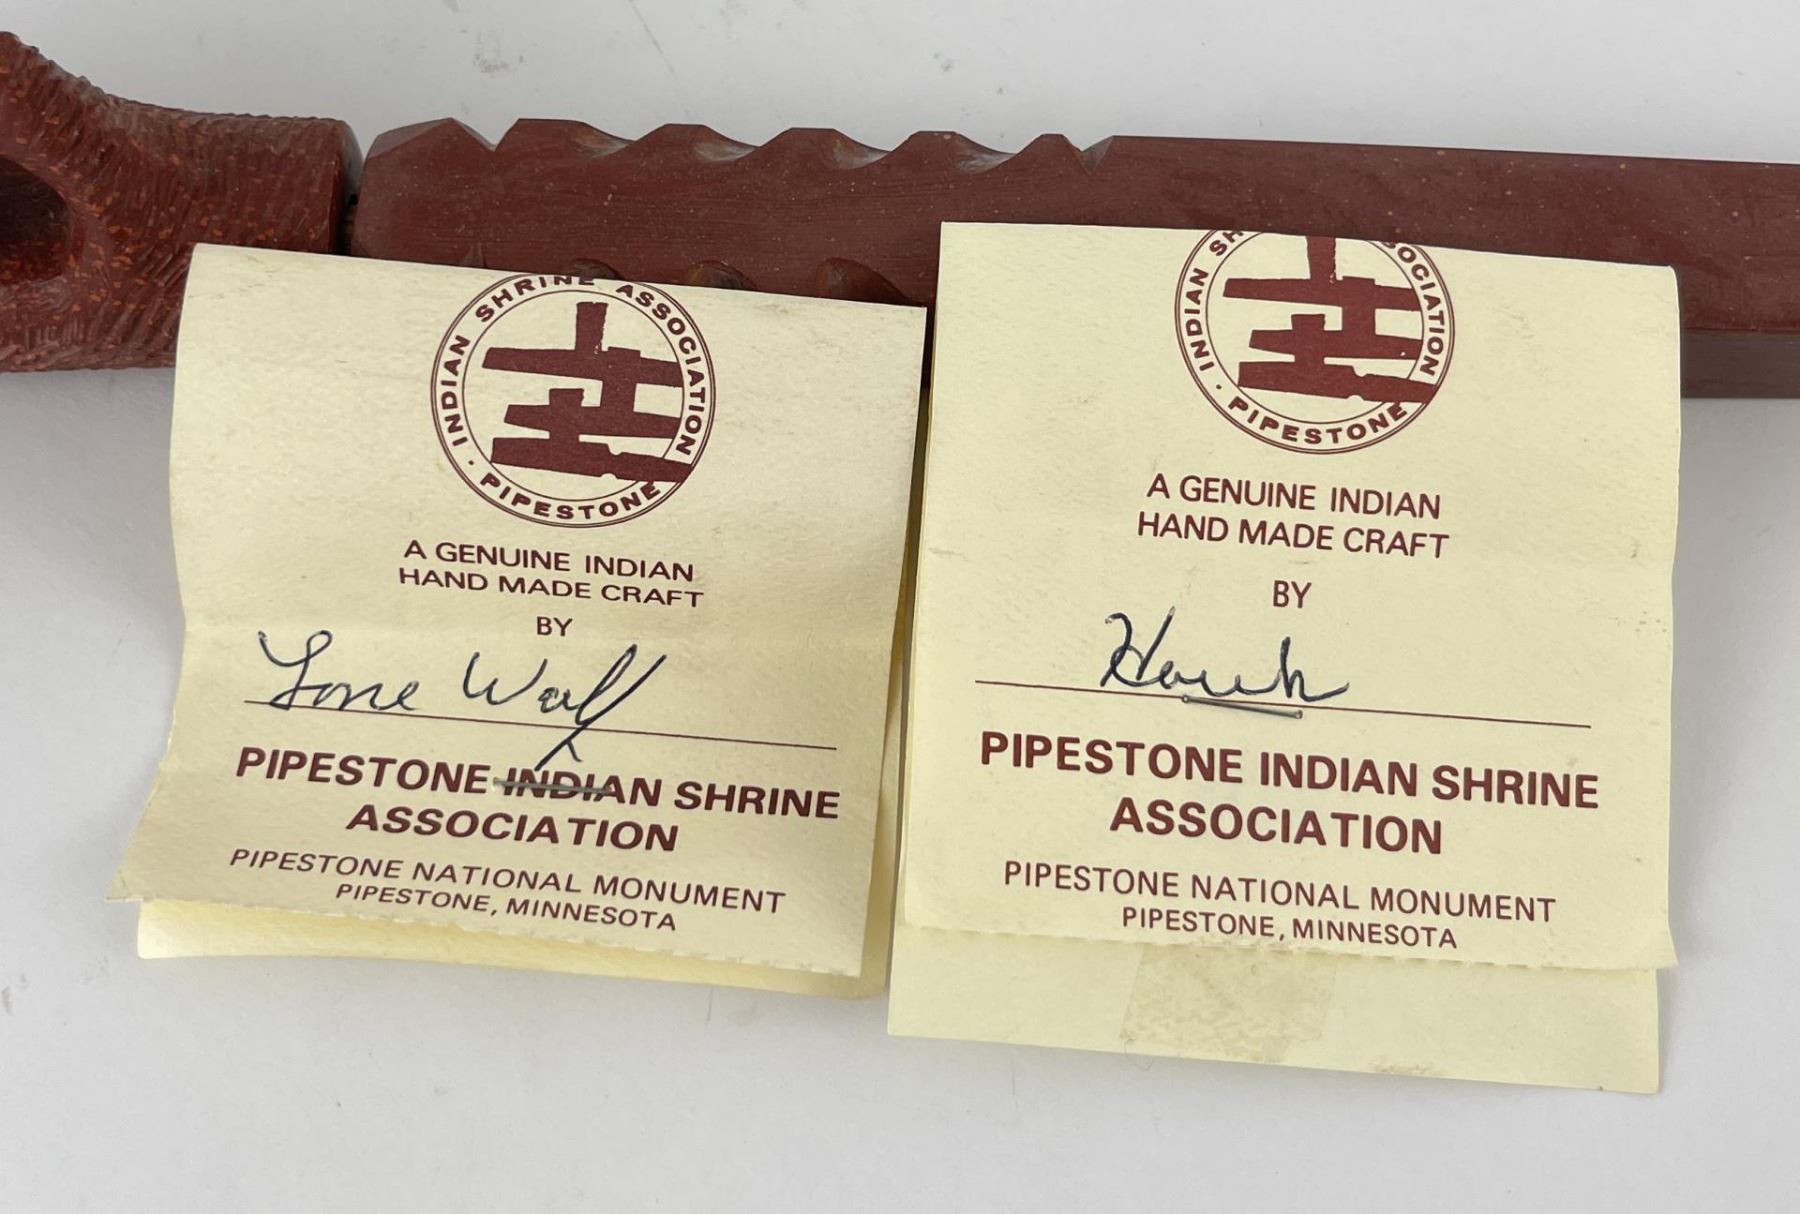 INDIAN SHRINE ASSOCIATION · PIPESTONE
A GENUINE INDIAN
HAND MADE CRAFT
BY
Lone Wolf
PIPESTONE INDIAN SHRINE
ASSOCIATION
PIPESTONE NATIONAL MONUMENT
PIPESTONE, MINNESOTA
INDIAN SH ASSOCIATION · PIPESTONE
A GENUINE INDIAN
HAND MADE CRAFT
BY
Hawk
PIPESTONE INDIAN SHRINE
ASSOCIATION
PIPESTONE NATIONAL MONUMENT
PIPESTONE, MINNESOTA